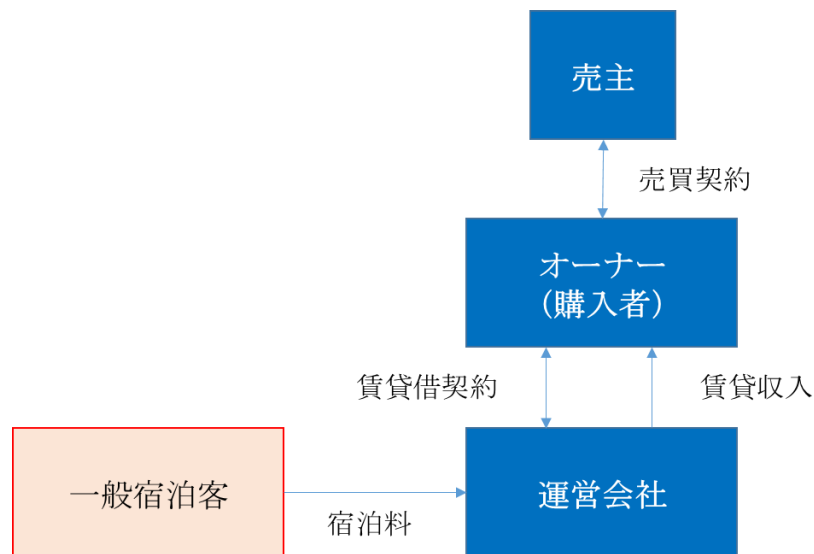 売主
売買契約
オーナー
（購入者）
賃貸借契約
賃貸収入
一般宿泊客
宿泊料
運営会社